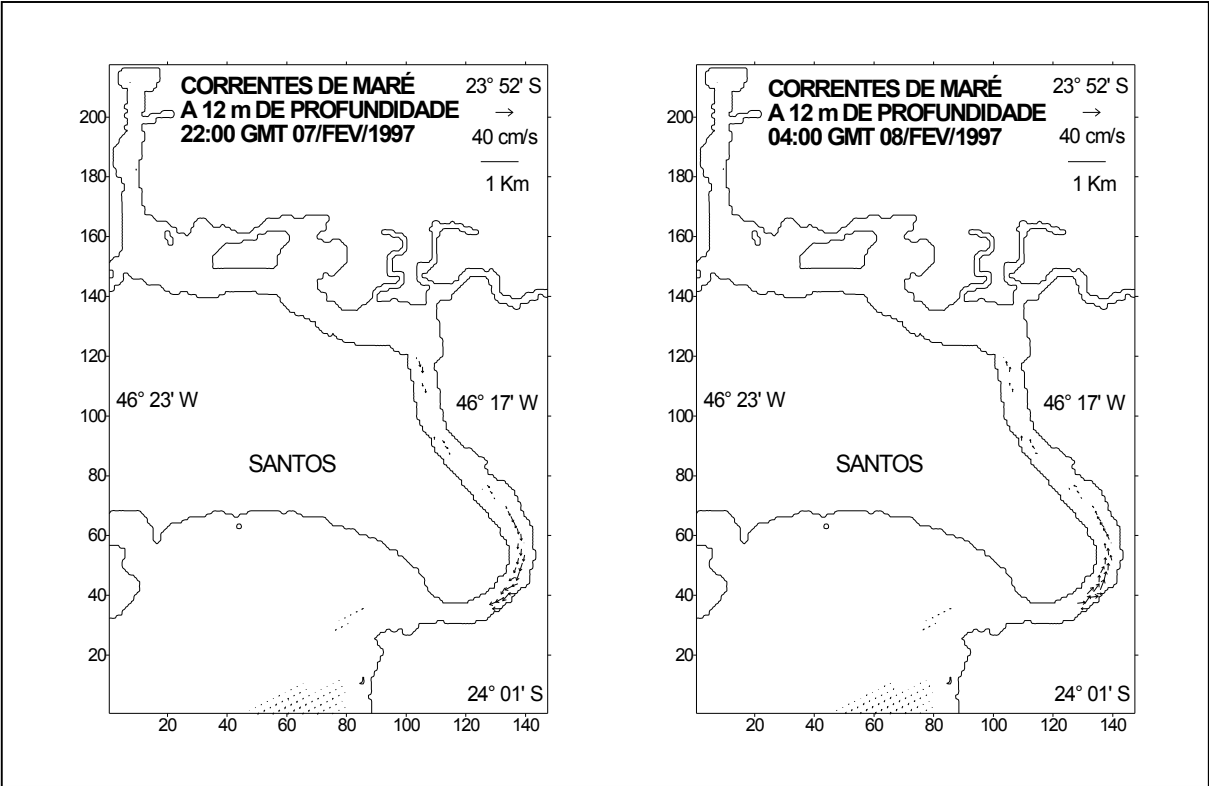 CORRENTES DE MARÉ
A 12 m DE PROFUNDIDADE
22:00 GMT 07/FEV/1997
23° 52' S
40 cm/s
1 Km
200
180
160
140
120
100
80
60
40
20
46° 23' W
46° 17' W
SANTOS
24° 01' S
20 40 60 80 100 120 140
CORRENTES DE MARÉ
A 12 m DE PROFUNDIDADE
04:00 GMT 08/FEV/1997
23° 52' S
40 cm/s
1 Km
200
180
160
140
120
100
80
60
40
20
46° 23' W
46° 17' W
SANTOS
24° 01' S
20 40 60 80 100 120 140